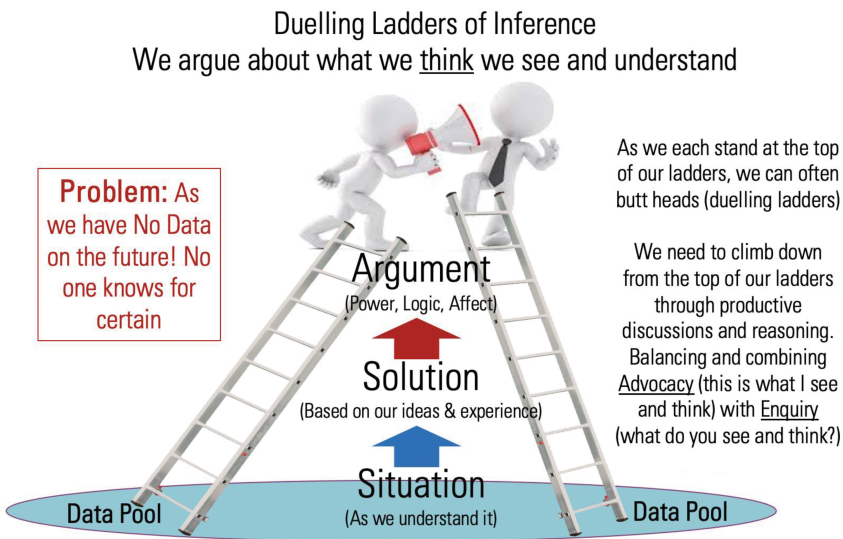 Duelling Ladders of Inference
We argue about what we think we see and understand
Problem: As
we have No Data
on the future! No
one knows for
certain
Argument
(Power, Logic, Affect)
Solution
(Based on our ideas & experience)
Situation
(As we understand it)
Data Pool
Data Pool
As we each stand at the top
of our ladders, we can often
butt heads (duelling ladders)
We need to climb down
from the top of our ladders
through productive
discussions and reasoning.
Balancing and combining
Advocacy (this is what I see
and think) with Enquiry
(what do you see and think?)